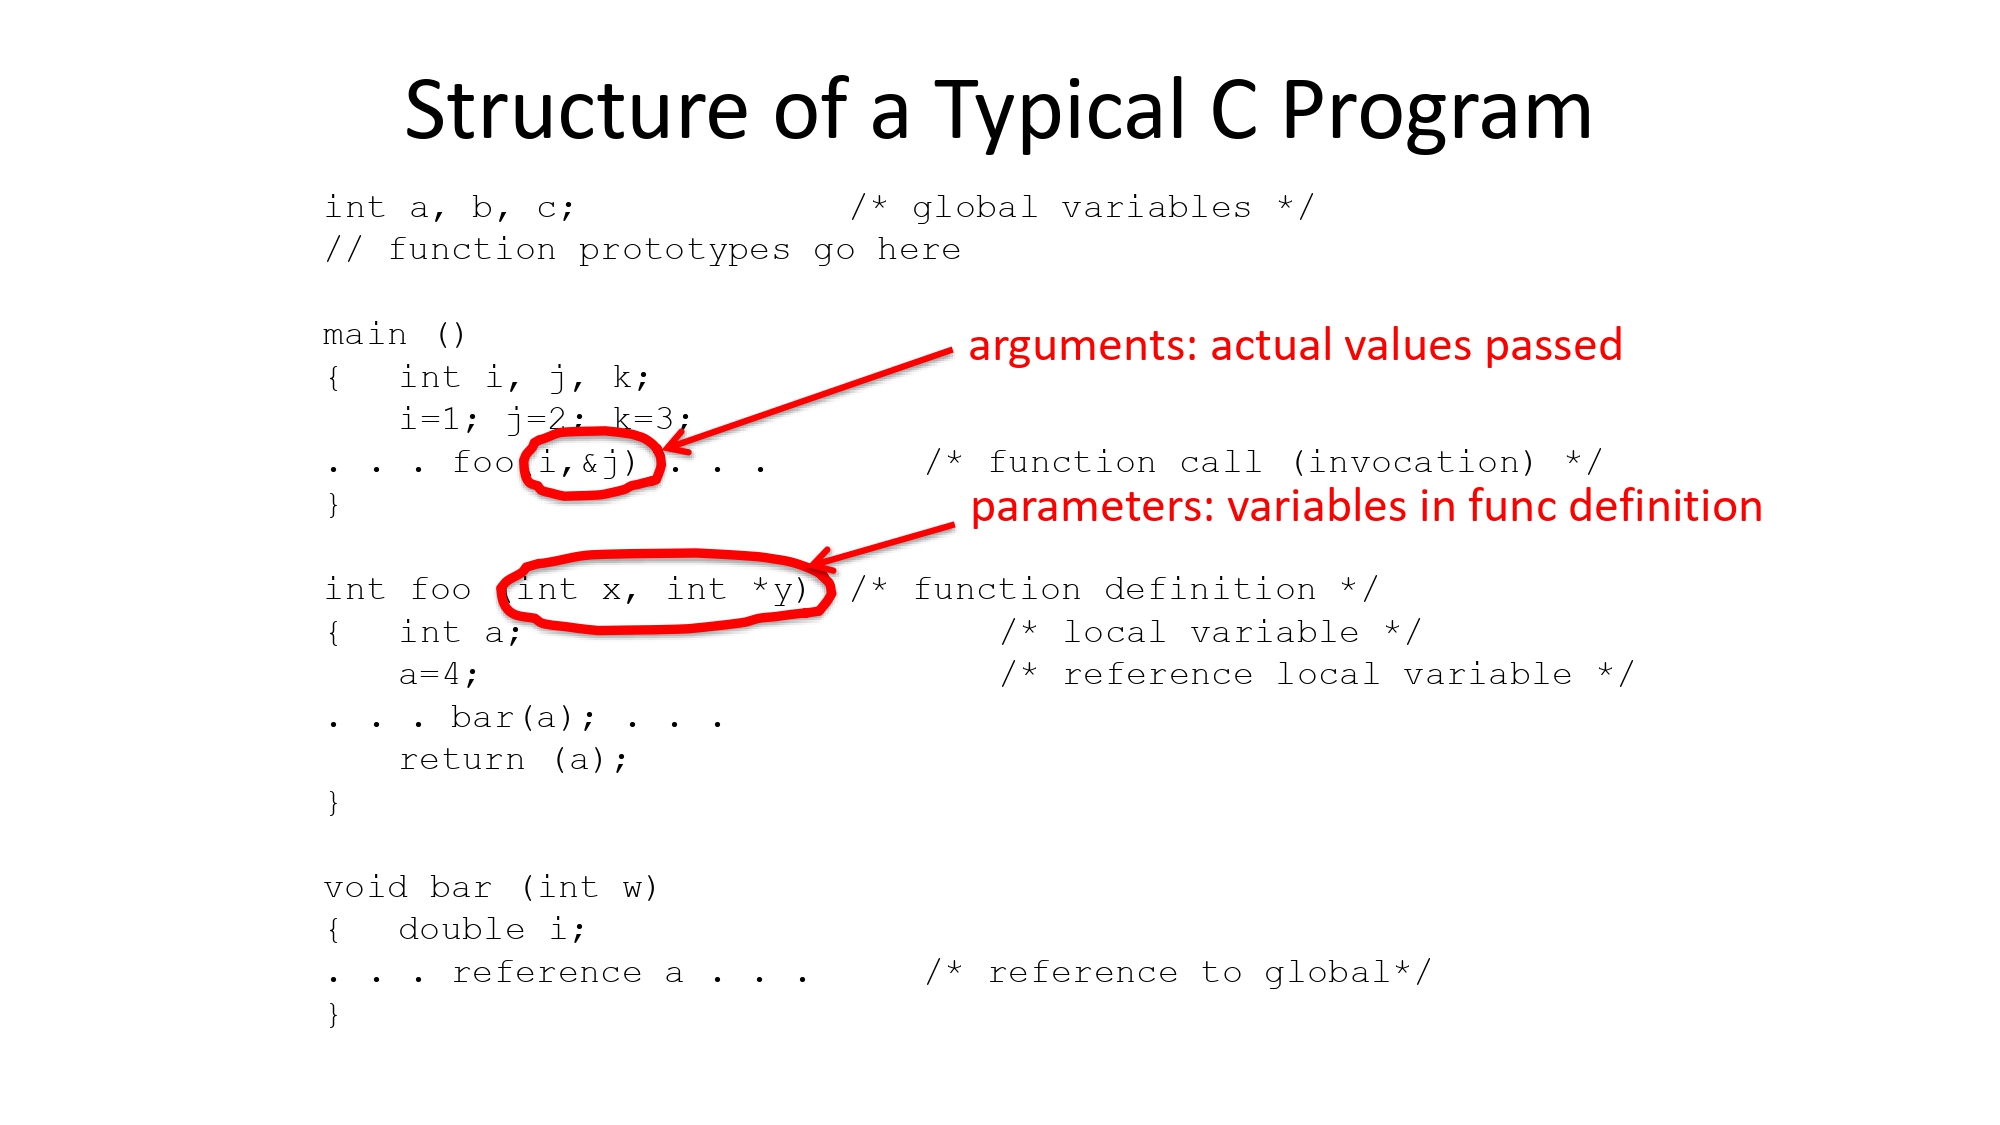 Structure of a Typical C Program
int a, b, c; /* global variables */
// function prototypes go here
main ()
arguments: actual values passed
{ int i, j, k;
i=1; j=2; k=3;
. . . foo(i,&j) . . . /* function call (invocation) */
}
parameters: variables in func definition
int foo (int x, int *y) /* function definition */
{ int a; /* local variable */
a=4; /* reference local variable */
. . . bar(a); . . .
return (a);
}
void bar (int w)
{ double i;
. . . reference a . . . /* reference to global*/
}